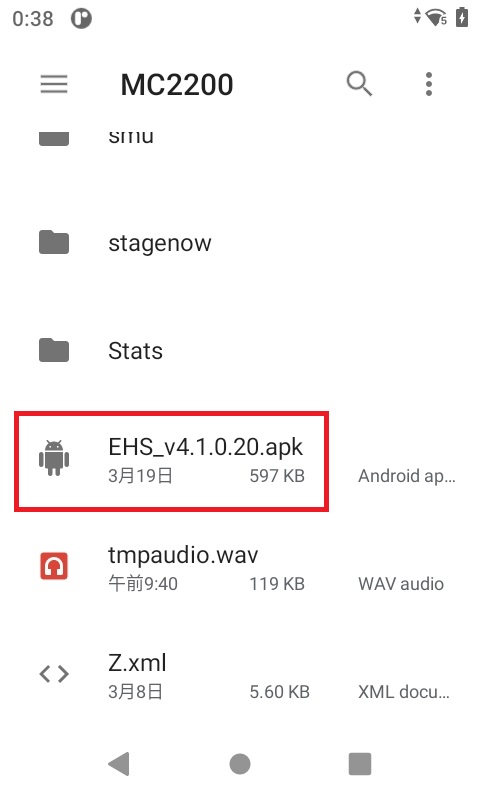 0:38
MC2200
smu
stagenow
Stats
EHS_v4.1.0.20.apk
3月19日 597 KB Android ap…
tmpaudio.wav
午前9:40 119 KB WAV audio
Z.xml
3月8日 5.60 KB XML docu…